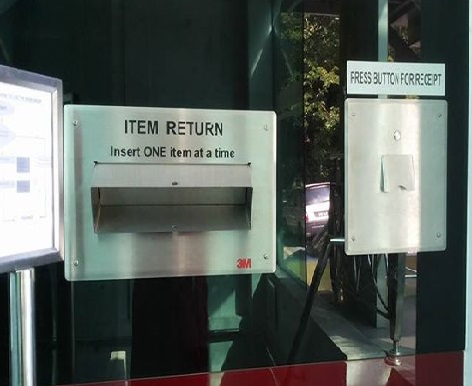 ITEM RETURN
Insert ONE item at a time
3M
PRESS BUTTON FOR RECEIPT